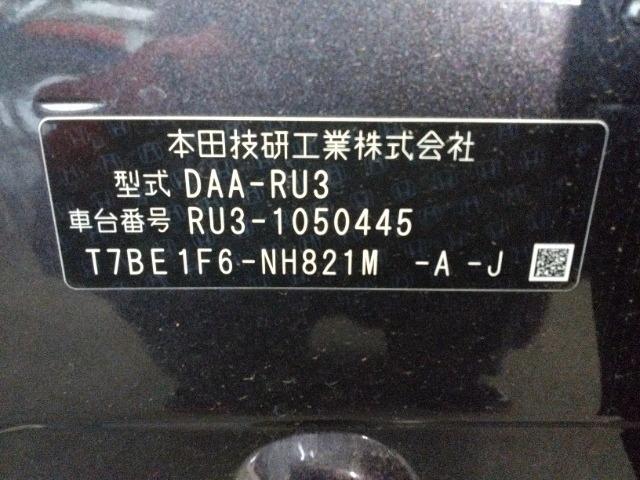 本田技研工業株式会社
型式 DAA-RU3
車台番号 RU3-1050445
T7BE1F6-NH821M -A -J